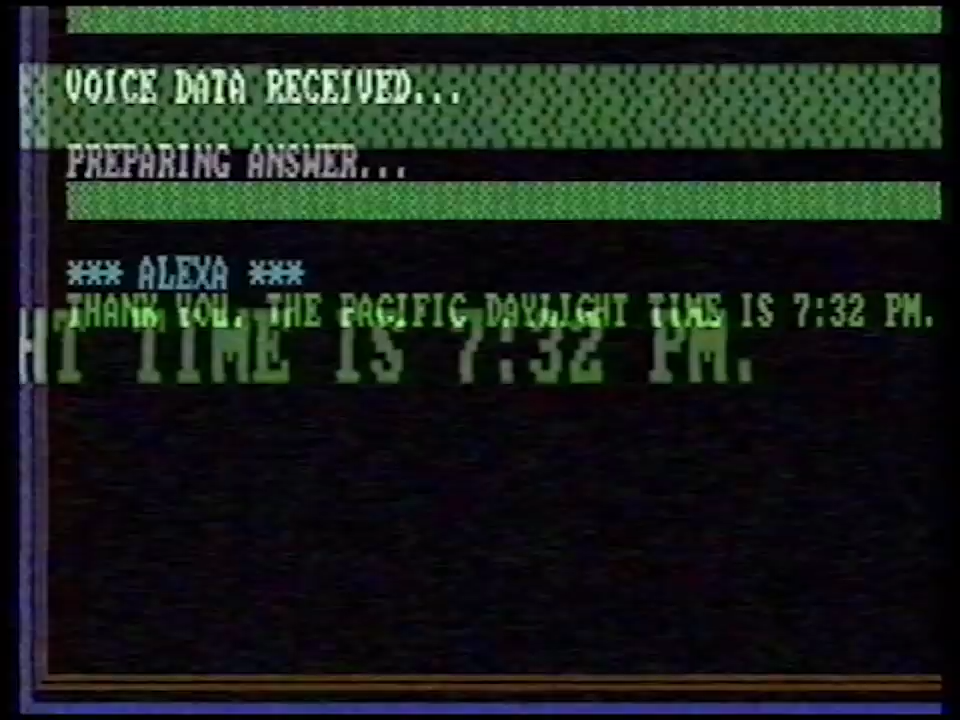 VOICE DATA RECEIVED...
PREPARING ANSWER...
*** ALEXA ***
THANK YOU. THE PACIFIC DAYLIGHT TIME IS 7:32 PM.
HT TIME IS 7:32 PM.